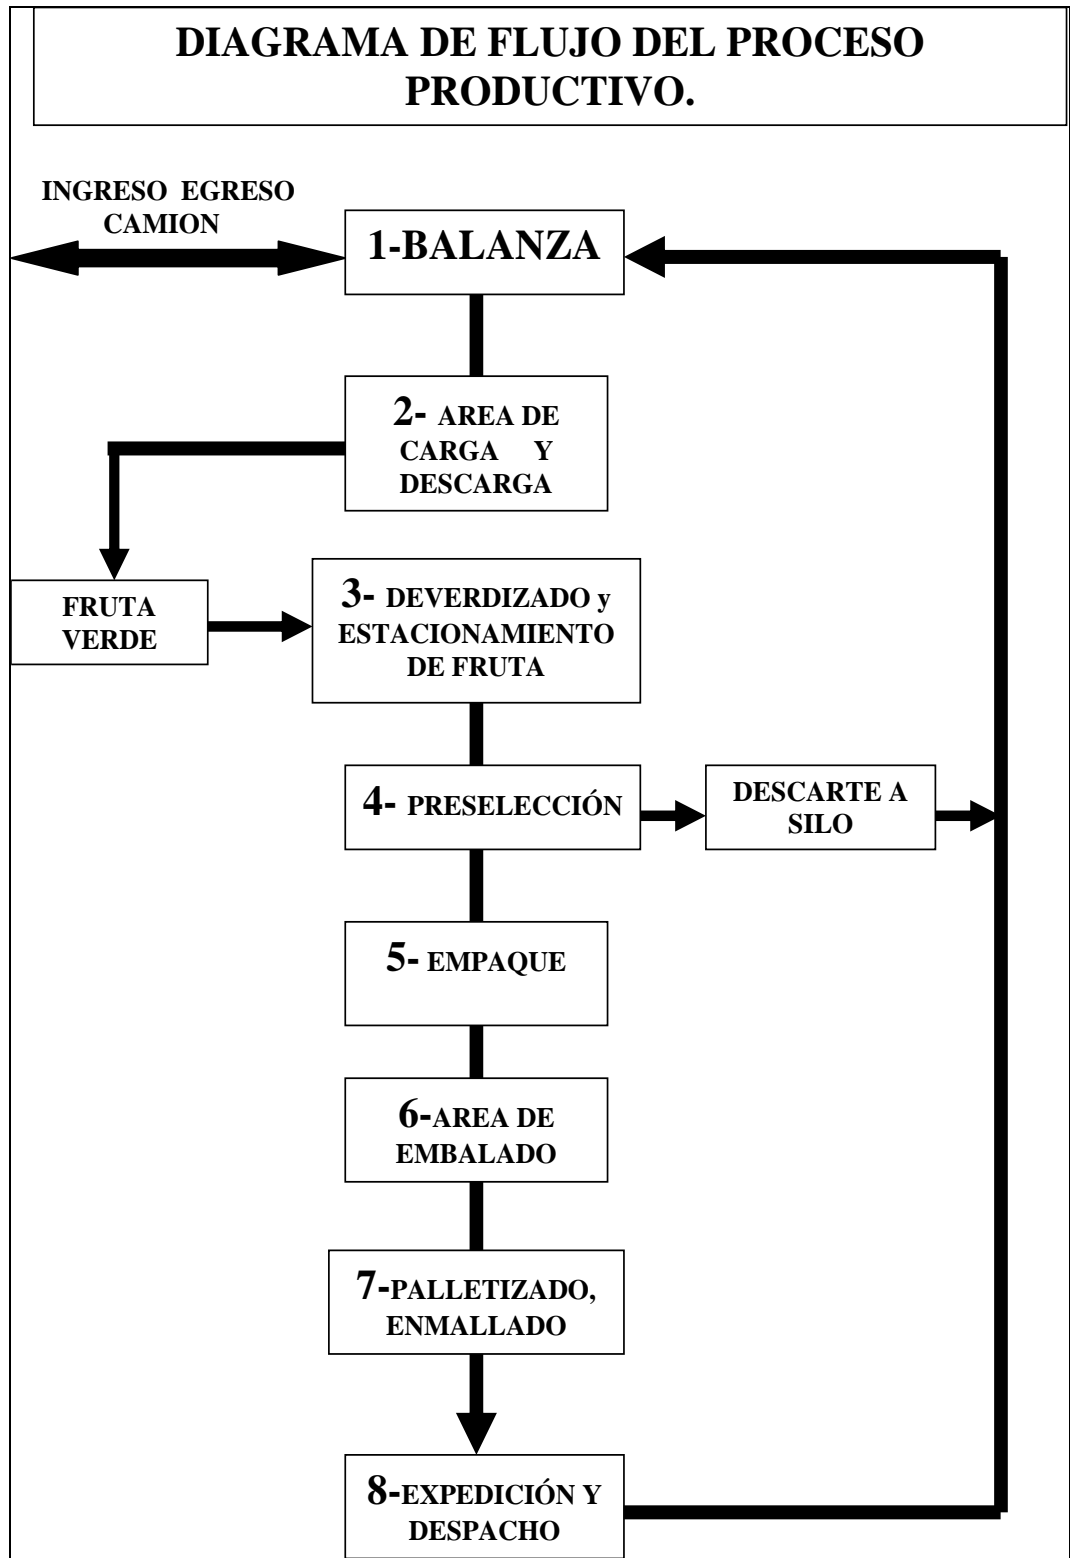 DIAGRAMA DE FLUJO DEL PROCESO
PRODUCTIVO.
INGRESO EGRESO
CAMION
1-BALANZA
2- AREA DE
CARGA Y
DESCARGA
FRUTA
VERDE
3- DEVERDIZADO y
ESTACIONAMIENTO
DE FRUTA
4- PRESELECCIÓN
DESCARTE A
SILO
5- EMPAQUE
6-AREA DE
EMBALADO
7-PALLETIZADO,
ENMALLADO
8-EXPEDICIÓN Y
DESPACHO